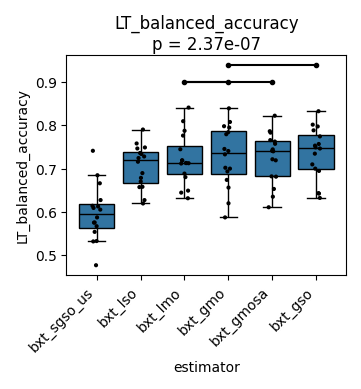 LT_balanced_accuracy
p = 2.37e-07
LT_balanced_accuracy
0.9
0.8
0.7
0.6
0.5
bxt_sgso_us
bxt_lso
bxt_lmo
bxt_gmo
bxt_gmosa
bxt_gso
estimator